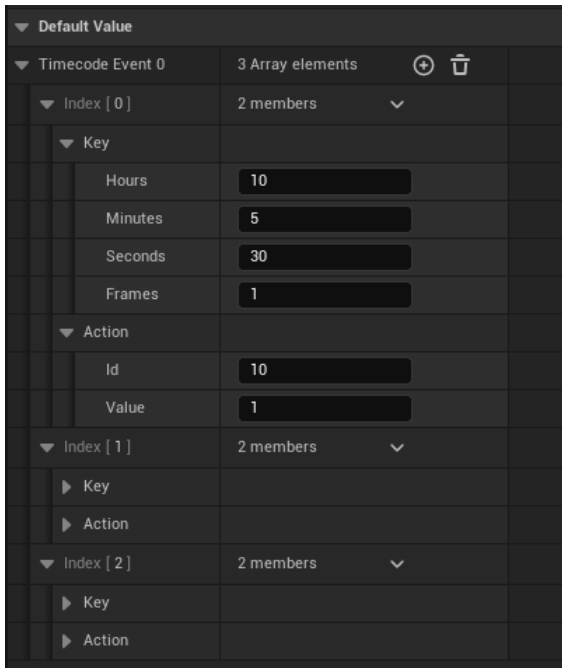 Default Value
Timecode Event 0 3 Array elements
Index [ 0 ] 2 members
Key
Hours 10
Minutes 5
Seconds 30
Frames 1
Action
Id 10
Value 1
Index [ 1 ] 2 members
Key
Action
Index [ 2 ] 2 members
Key
Action